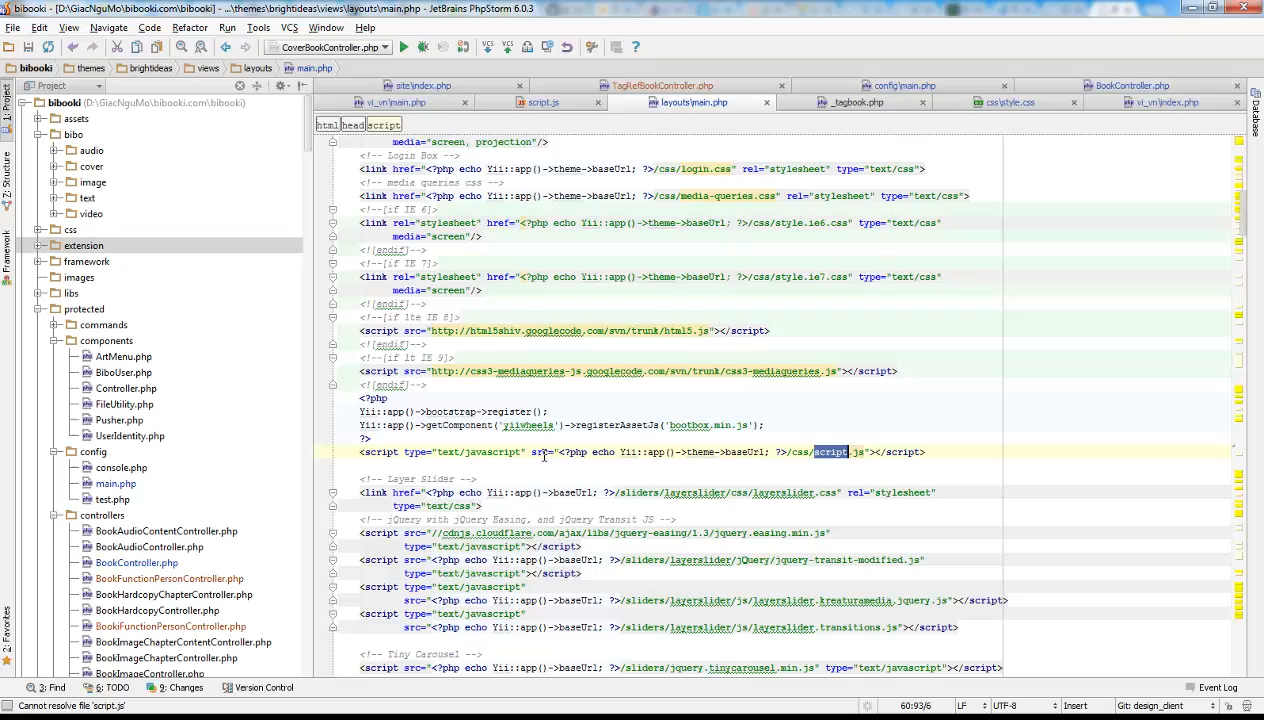 bibooki - [D:\GiacNguMo\bibooki.com\bibooki] - ...\themes\brightideas\views\layouts\main.php - JetBrains PhpStorm 6.0.3
File Edit View Navigate Code Refactor Run Tools VCS Window Help
CoverBookController.php
bibooki themes brightideas views layouts main.php
Project
site\index.php TagRefBookController.php config\main.php BookController.php
vi_vn\main.php script.js layouts\main.php _tagbook.php css\style.css vi_vn\index.php
html head script
1: Project
2: Structure
Framework
2: Favorites
Database
bibooki (D:\GiacNguMo\bibooki.com\bibooki)
assets
bibo
audio
cover
image
text
video
css
extension
framework
images
libs
protected
commands
components
ArtMenu.php
BiboUser.php
Controller.php
FileUtility.php
Pusher.php
UserIdentity.php
config
console.php
main.php
test.php
controllers
BookAudioContentController.php
BookAudioController.php
BookController.php
BookFunctionPersonController.php
BookHardcopyChapterController.php
BookHardcopyController.php
BookiFunctionPersonController.php
BookImageChapterContentController.php
BookImageChapterController.php
BookImageController.php
media="screen, projection"/>
<!-- Login Box -->
<link href="<?php echo Yii::app()->theme->baseUrl; ?>/css/login.css" rel="stylesheet" type="text/css">
<!-- media queries css -->
<link href="<?php echo Yii::app()->theme->baseUrl; ?>/css/media-queries.css" rel="stylesheet" type="text/css">
<!--[if IE 6]>
<link rel="stylesheet" href="<?php echo Yii::app()->theme->baseUrl; ?>/css/style.ie6.css" type="text/css"
media="screen"/>
<![endif]-->
<!--[if IE 7]>
<link rel="stylesheet" href="<?php echo Yii::app()->theme->baseUrl; ?>/css/style.ie7.css" type="text/css"
media="screen"/>
<![endif]-->
<!--[if lte IE 8]>
<script src="http://html5shiv.googlecode.com/svn/trunk/html5.js"></script>
<![endif]-->
<!--[if lt IE 9]>
<script src="http://css3-mediaqueries-js.googlecode.com/svn/trunk/css3-mediaqueries.js"></script>
<![endif]-->
<?php
Yii::app()->bootstrap->register();
Yii::app()->getComponent('yiiwheels')->registerAssetJs('bootbox.min.js');
?>
<script type="text/javascript" src="<?php echo Yii::app()->theme->baseUrl; ?>/css/script.js"></script>
<!-- Layer Slider -->
<link href="<?php echo Yii::app()->theme->baseUrl; ?>/sliders/layerslider/css/layerslider.css" rel="stylesheet"
type="text/css">
<!-- jQuery with jQuery Easing, and jQuery Transit JS -->
<script src="//cdnjs.cloudflare.com/ajax/libs/jquery-easing/1.3/jquery.easing.min.js"
type="text/javascript"></script>
<script src="<?php echo Yii::app()->theme->baseUrl; ?>/sliders/layerslider/jQuery/jquery-transit-modified.js"
type="text/javascript"></script>
<script type="text/javascript"
src="<?php echo Yii::app()->theme->baseUrl; ?>/sliders/layerslider/js/layerslider.kreaturamedia.jquery.js"></script>
<script type="text/javascript"
src="<?php echo Yii::app()->theme->baseUrl; ?>/sliders/layerslider/js/layerslider.transitions.js"></script>
<!-- Tiny Carousel -->
<script src="<?php echo Yii::app()->theme->baseUrl; ?>/sliders/jquery.tinycarousel.min.js" type="text/javascript"></script>
3: Find 6: TODO 9: Changes Version Control Event Log
Cannot resolve file 'script.js' 60:93/6 LF UTF-8 Insert Git: design_client